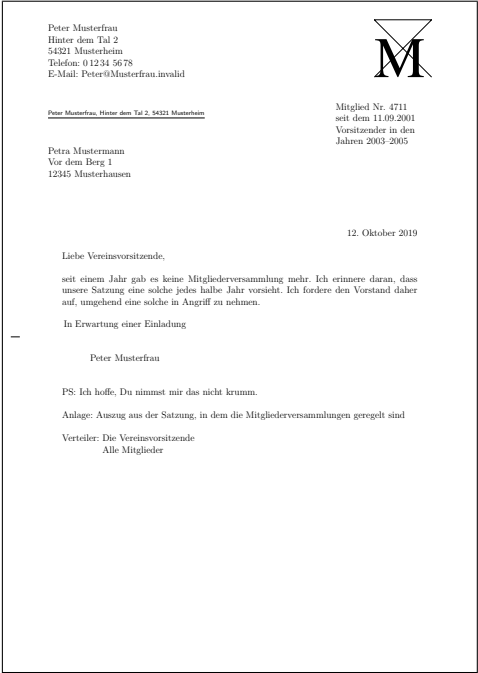 Peter Musterfrau
Hinter dem Tal 2
54321 Musterheim
Telefon: 0 12 34 56 78
E-Mail: Peter@Musterfrau.invalid
M
Peter Musterfrau, Hinter dem Tal 2, 54321 Musterheim
Mitglied Nr. 4711
seit dem 11.09.2001
Vorsitzender in den
Jahren 2003–2005
Petra Mustermann
Vor dem Berg 1
12345 Musterhausen
12. Oktober 2019
Liebe Vereinsvorsitzende,
seit einem Jahr gab es keine Mitgliederversammlung mehr. Ich erinnere daran, dass
unsere Satzung eine solche jedes halbe Jahr vorsieht. Ich fordere den Vorstand daher
auf, umgehend eine solche in Angriff zu nehmen.
In Erwartung einer Einladung
Peter Musterfrau
PS: Ich hoffe, Du nimmst mir das nicht krumm.
Anlage: Auszug aus der Satzung, in dem die Mitgliederversammlungen geregelt sind
Verteiler: Die Vereinsvorsitzende
Alle Mitglieder